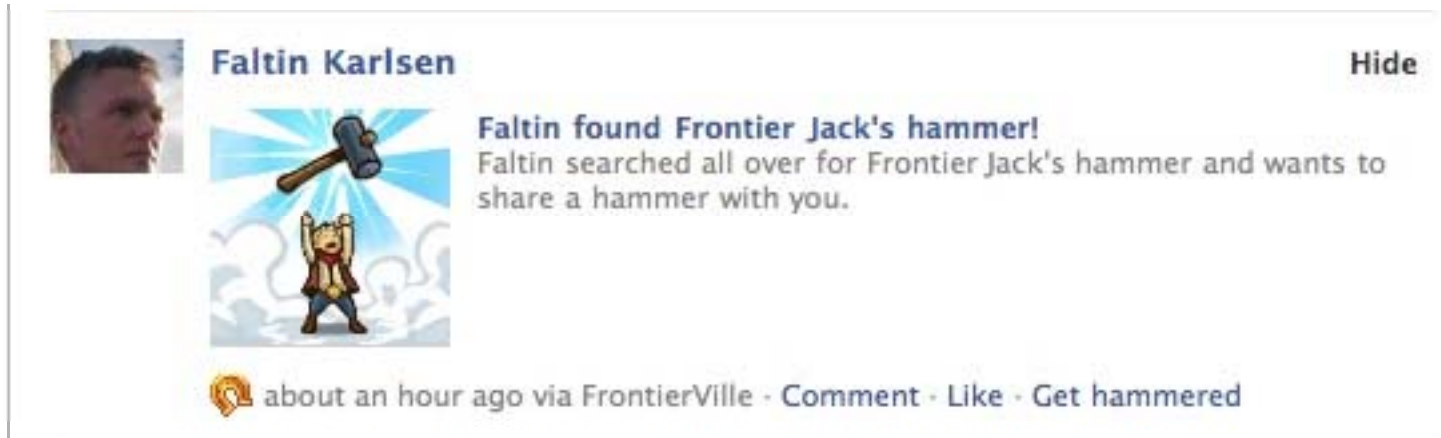 Faltin Karlsen
Hide
Faltin found Frontier Jack's hammer!
Faltin searched all over for Frontier Jack's hammer and wants to
share a hammer with you.
about an hour ago via FrontierVille · Comment · Like · Get hammered